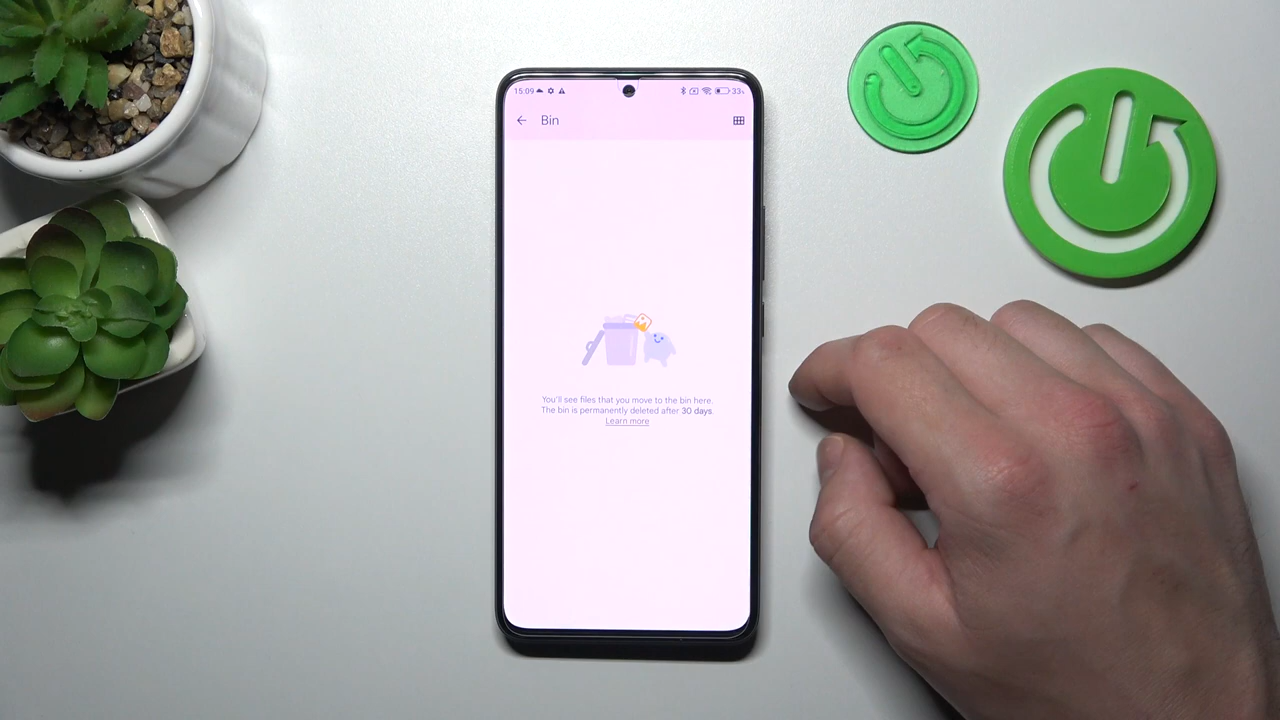 15:09
33%
Bin
You'll see files that you move to the bin here.
The bin is permanently deleted after 30 days.
Learn more